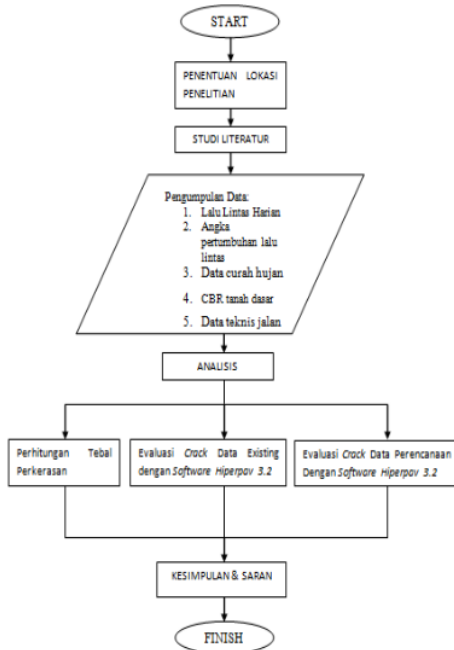 START
PENENTUAN LOKASI
PENELITIAN
STUDI LITERATUR
Pengumpulan Data:
1. Lalu Lintas Harian
2. Angka
pertumbuhan lalu
lintas
3. Data curah hujan
4. CBR tanah dasar
5. Data teknis jalan
ANALISIS
Perhitungan Tebal
Perkerasan
Evaluasi Crack Data Existing
dengan Software Hiperpav 3.2
Evaluasi Crack Data Perencanaan
Dengan Software Hiperpav 3.2
KESIMPULAN & SARAN
FINISH